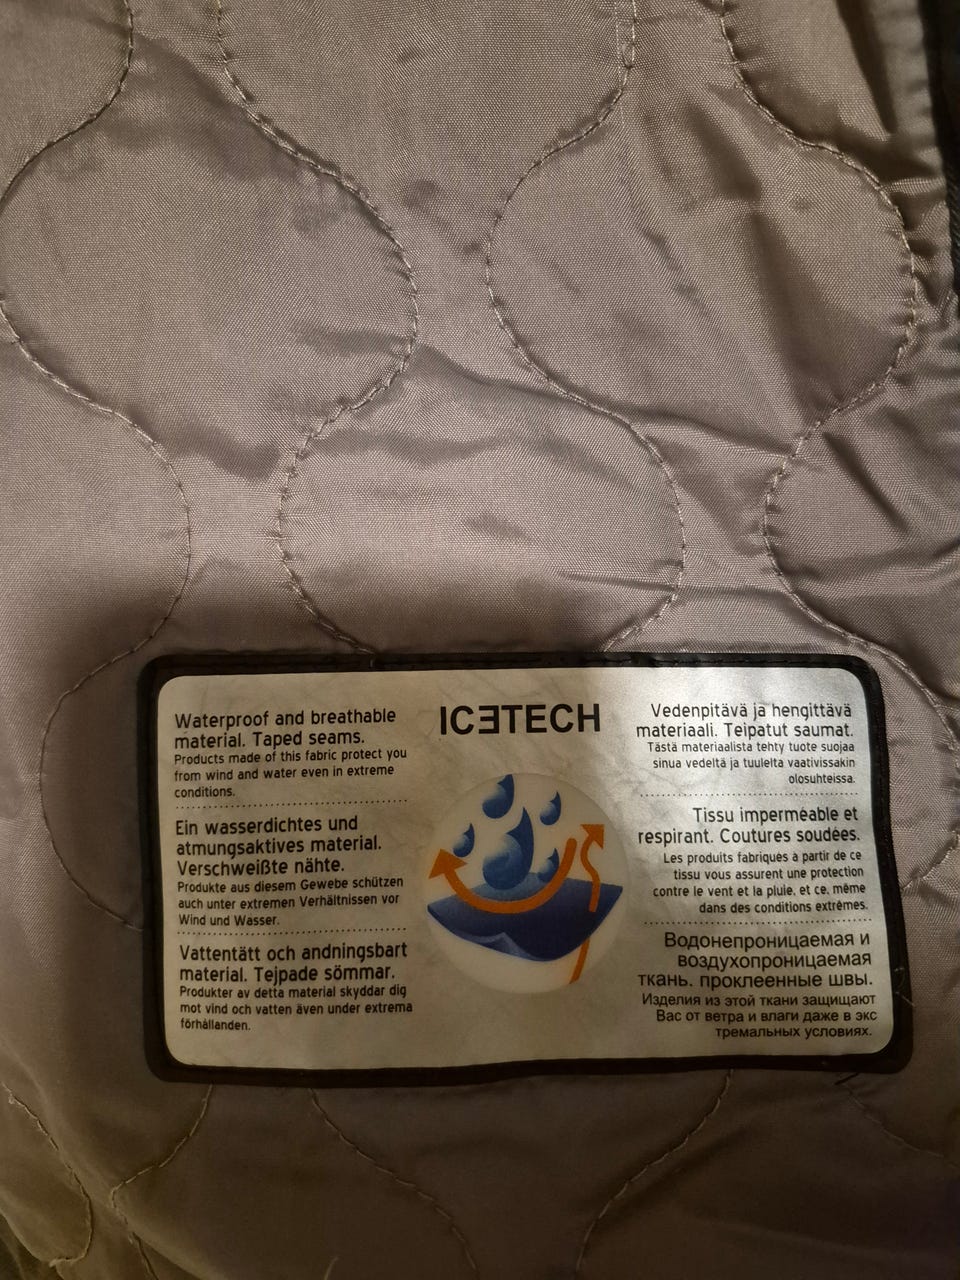 ICƎTECH
Waterproof and breathable
material. Taped seams.
Products made of this fabric protect you
from wind and water even in extreme
conditions.
Ein wasserdichtes und
atmungsaktives material.
Verschweißte nähte.
Produkte aus diesem Gewebe schützen
auch unter extremen Verhältnissen vor
Wind und Wasser.
Vattentätt och andningsbart
material. Tejpade sömmar.
Produkter av detta material skyddar dig
mot vind och vatten även under extrema
förhållanden.
Vedenpitävä ja hengittävä
materiaali. Teipatut saumat.
Tästä materiaalista tehty tuote suojaa
sinua vedeltä ja tuulelta vaativissakin
olosuhteissa.
Tissu imperméable et
respirant. Coutures soudées.
Les produits fabriqués à partir de ce
tissu vous assurent une protection
contre le vent et la pluie, et ce, même
dans des conditions extrêmes.
Водонепроницаемая и
воздухопроницаемая
ткань. проклеенные швы.
Изделия из этой ткани защищают
Вас от ветра и влаги даже в экс
тремальных условиях.